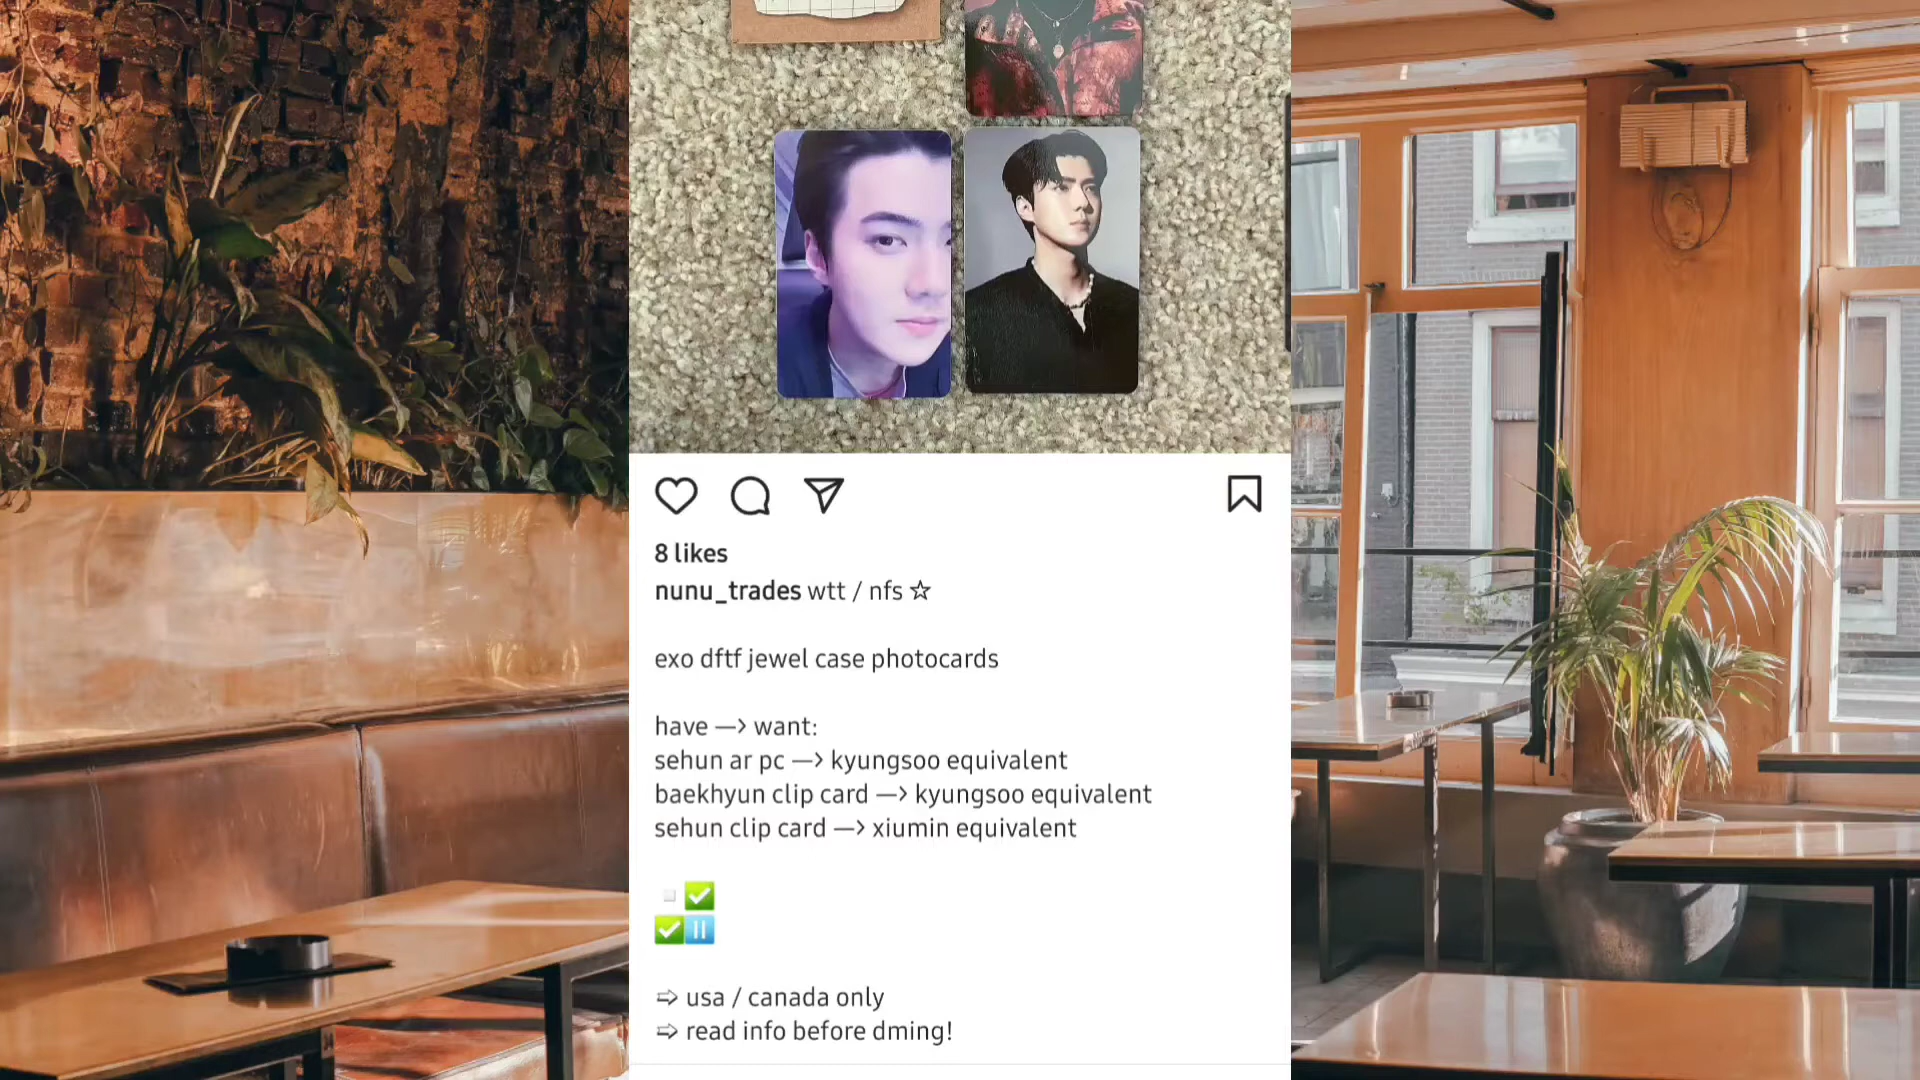 8 likes
nunu_trades wtt / nfs ☆
exo dftf jewel case photocards
have —> want:
sehun ar pc —> kyungsoo equivalent
baekhyun clip card —> kyungsoo equivalent
sehun clip card —> xiumin equivalent
▫️✅
✅⏸
➯ usa / canada only
➯ read info before dming!